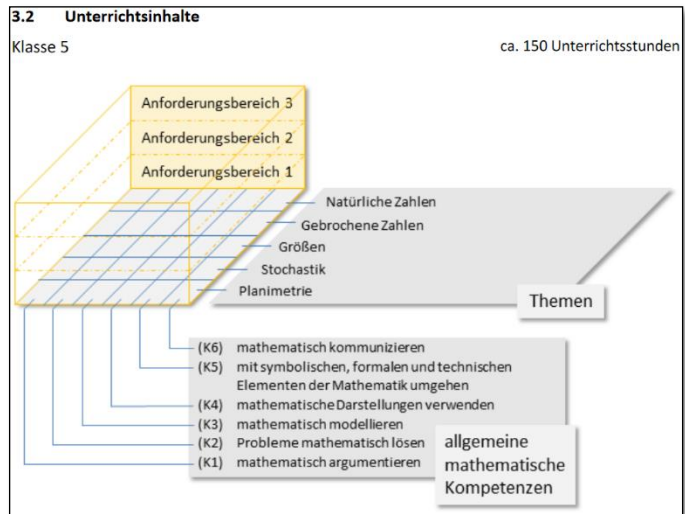 3.2 Unterrichtsinhalte
Klasse 5 ca. 150 Unterrichtsstunden
Anforderungsbereich 3
Anforderungsbereich 2
Anforderungsbereich 1
Natürliche Zahlen
Gebrochene Zahlen
Größen
Stochastik
Planimetrie
Themen
(K6) mathematisch kommunizieren
(K5) mit symbolischen, formalen und technischen
Elementen der Mathematik umgehen
(K4) mathematische Darstellungen verwenden
(K3) mathematisch modellieren
(K2) Probleme mathematisch lösen
(K1) mathematisch argumentieren
allgemeine
mathematische
Kompetenzen